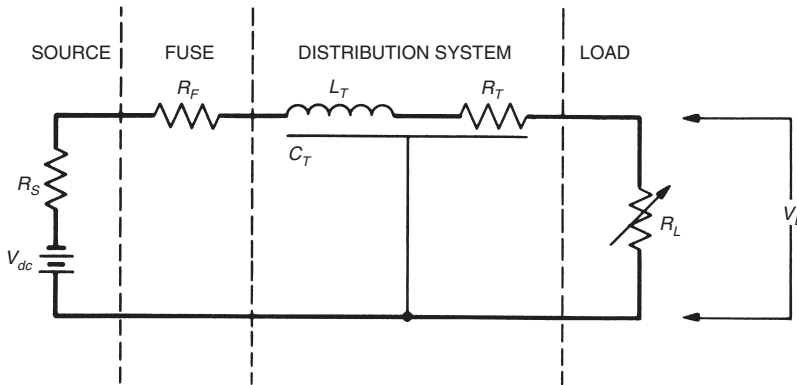 SOURCE FUSE DISTRIBUTION SYSTEM LOAD
R_F L_T R_T
C_T
R_S
R_L
V_dc